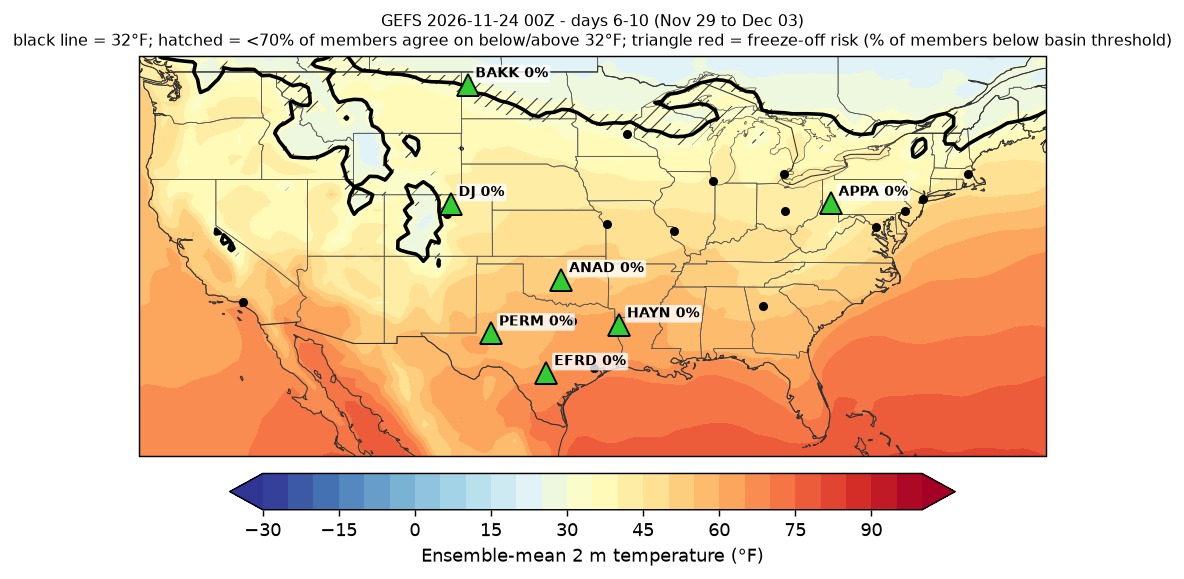 GEFS 2026-11-24 00Z - days 6-10 (Nov 29 to Dec 03)
black line = 32°F; hatched = <70% of members agree on below/above 32°F; triangle red = freeze-off risk (% of members below basin threshold)
BAKK 0%
DJ 0%
APPA 0%
ANAD 0%
HAYN 0%
PERM 0%
EFRD 0%
−30 −15 0 15 30 45 60 75 90
Ensemble-mean 2 m temperature (°F)